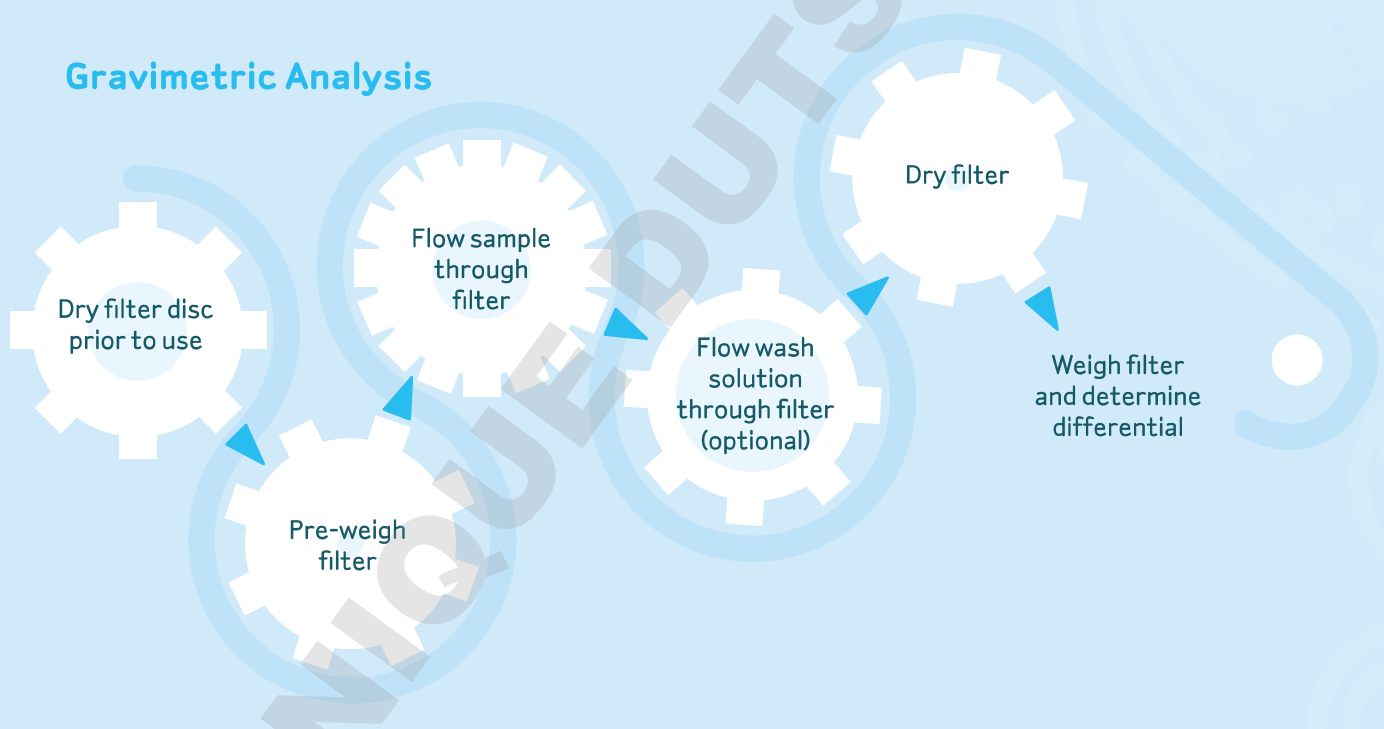 Gravimetric Analysis
Dry filter disc
prior to use
Pre-weigh
filter
Flow sample
through
filter
Flow wash
solution
through filter
(optional)
Dry filter
Weigh filter
and determine
differential
NIQUEDUTS